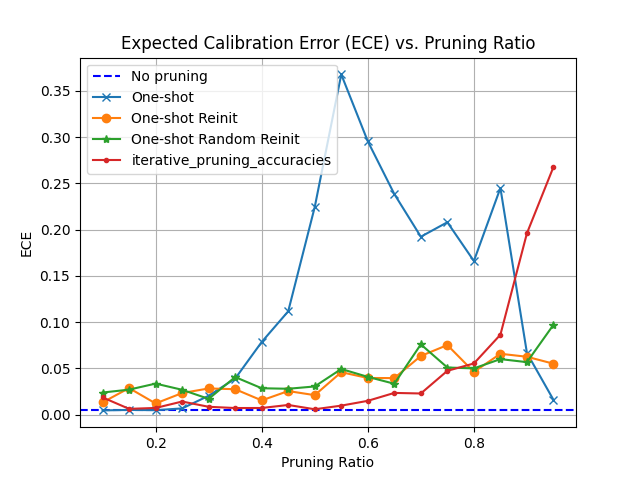 Expected Calibration Error (ECE) vs. Pruning Ratio
No pruning
One-shot
One-shot Reinit
One-shot Random Reinit
iterative_pruning_accuracies
ECE
0.35
0.30
0.25
0.20
0.15
0.10
0.05
0.00
0.2
0.4
0.6
0.8
Pruning Ratio